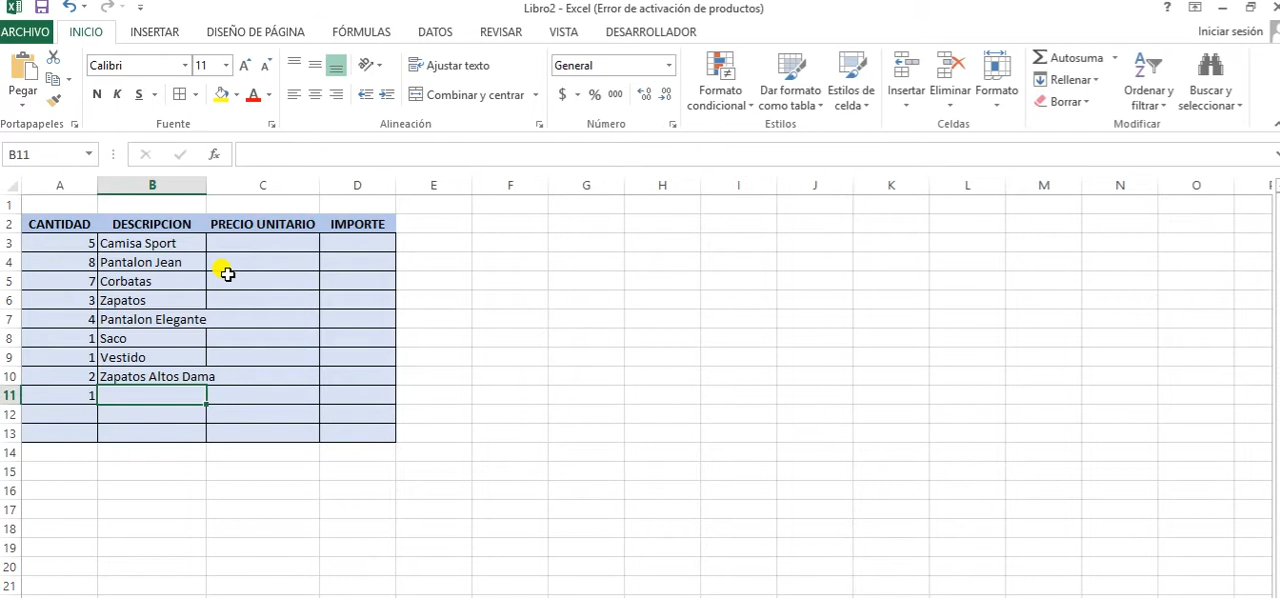 Libro2 - Excel (Error de activación de productos)
?
ARCHIVO INICIO INSERTAR DISEÑO DE PÁGINA FÓRMULAS DATOS REVISAR VISTA DESARROLLADOR Iniciar sesión
Pegar
Portapapeles
Calibri 11
N K S A
Fuente
Ajustar texto
Combinar y centrar
Alineación
General
$ % 000
Número
Formato condicional
Dar formato como tabla
Estilos de celda
Estilos
Insertar Eliminar Formato
Celdas
Autosuma
Rellenar
Borrar
Ordenar y filtrar
Buscar y seleccionar
Modificar
B11 fx
A B C D E F G H I J K L M N O
1
2 CANTIDAD DESCRIPCION PRECIO UNITARIO IMPORTE
3 5 Camisa Sport
4 8 Pantalon Jean
5 7 Corbatas
6 3 Zapatos
7 4 Pantalon Elegante
8 1 Saco
9 1 Vestido
10 2 Zapatos Altos Dama
11 1
12
13
14
15
16
17
18
19
20
21